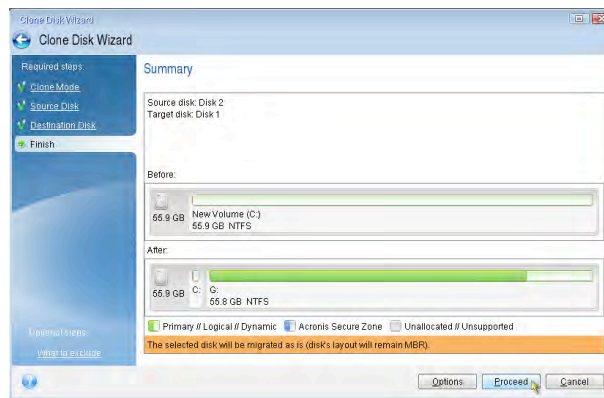 Clone Disk Wizard
Clone Disk Wizard
Required steps:
Clone Mode
Source Disk
Destination Disk
Finish
Optional steps:
What to exclude
Summary
Source disk: Disk 2
Target disk: Disk 1
Before:
55.9 GB
New Volume (C:)
55.9 GB NTFS
After:
55.9 GB
C:
G:
55.8 GB NTFS
Primary // Logical // Dynamic
Acronis Secure Zone
Unallocated // Unsupported
The selected disk will be migrated as is (disk's layout will remain MBR).
Options
Proceed
Cancel